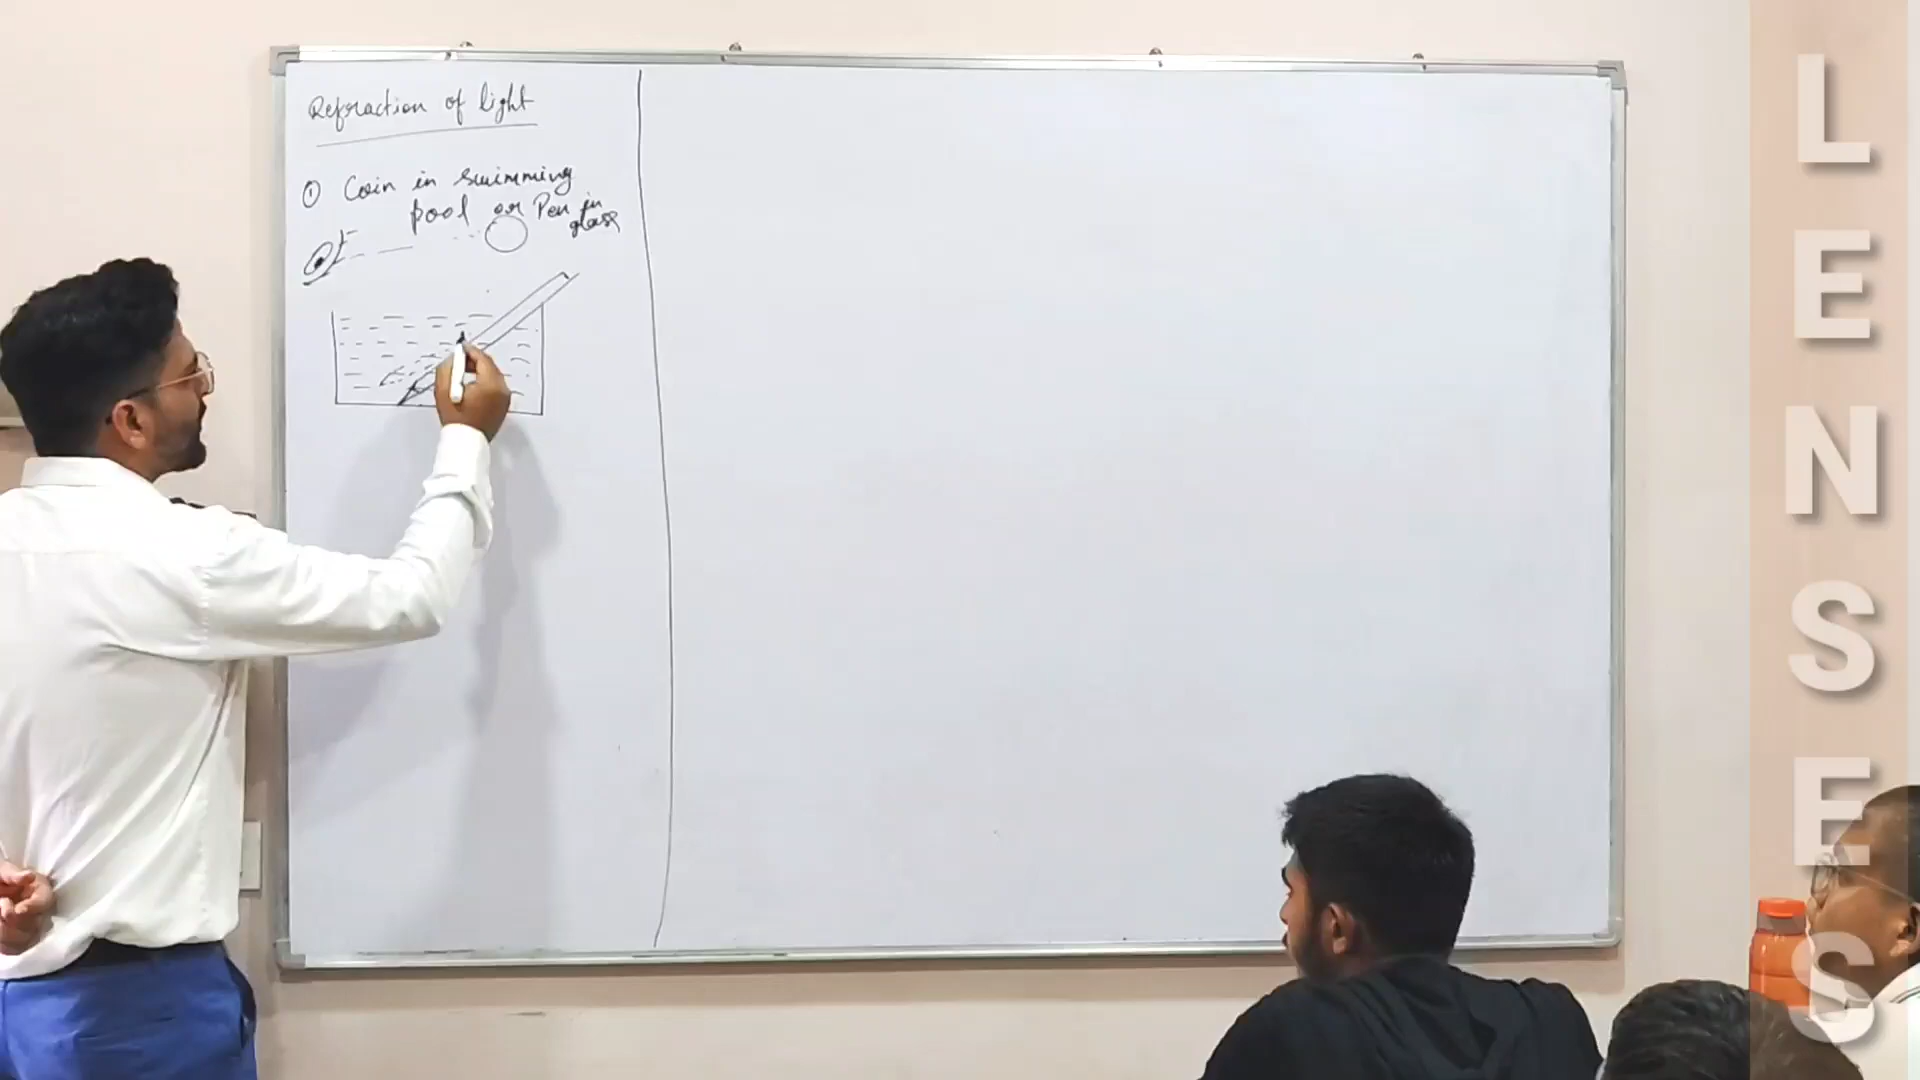 Refraction of light
① Coin in swimming
pool or Pen in
glass
LENSES